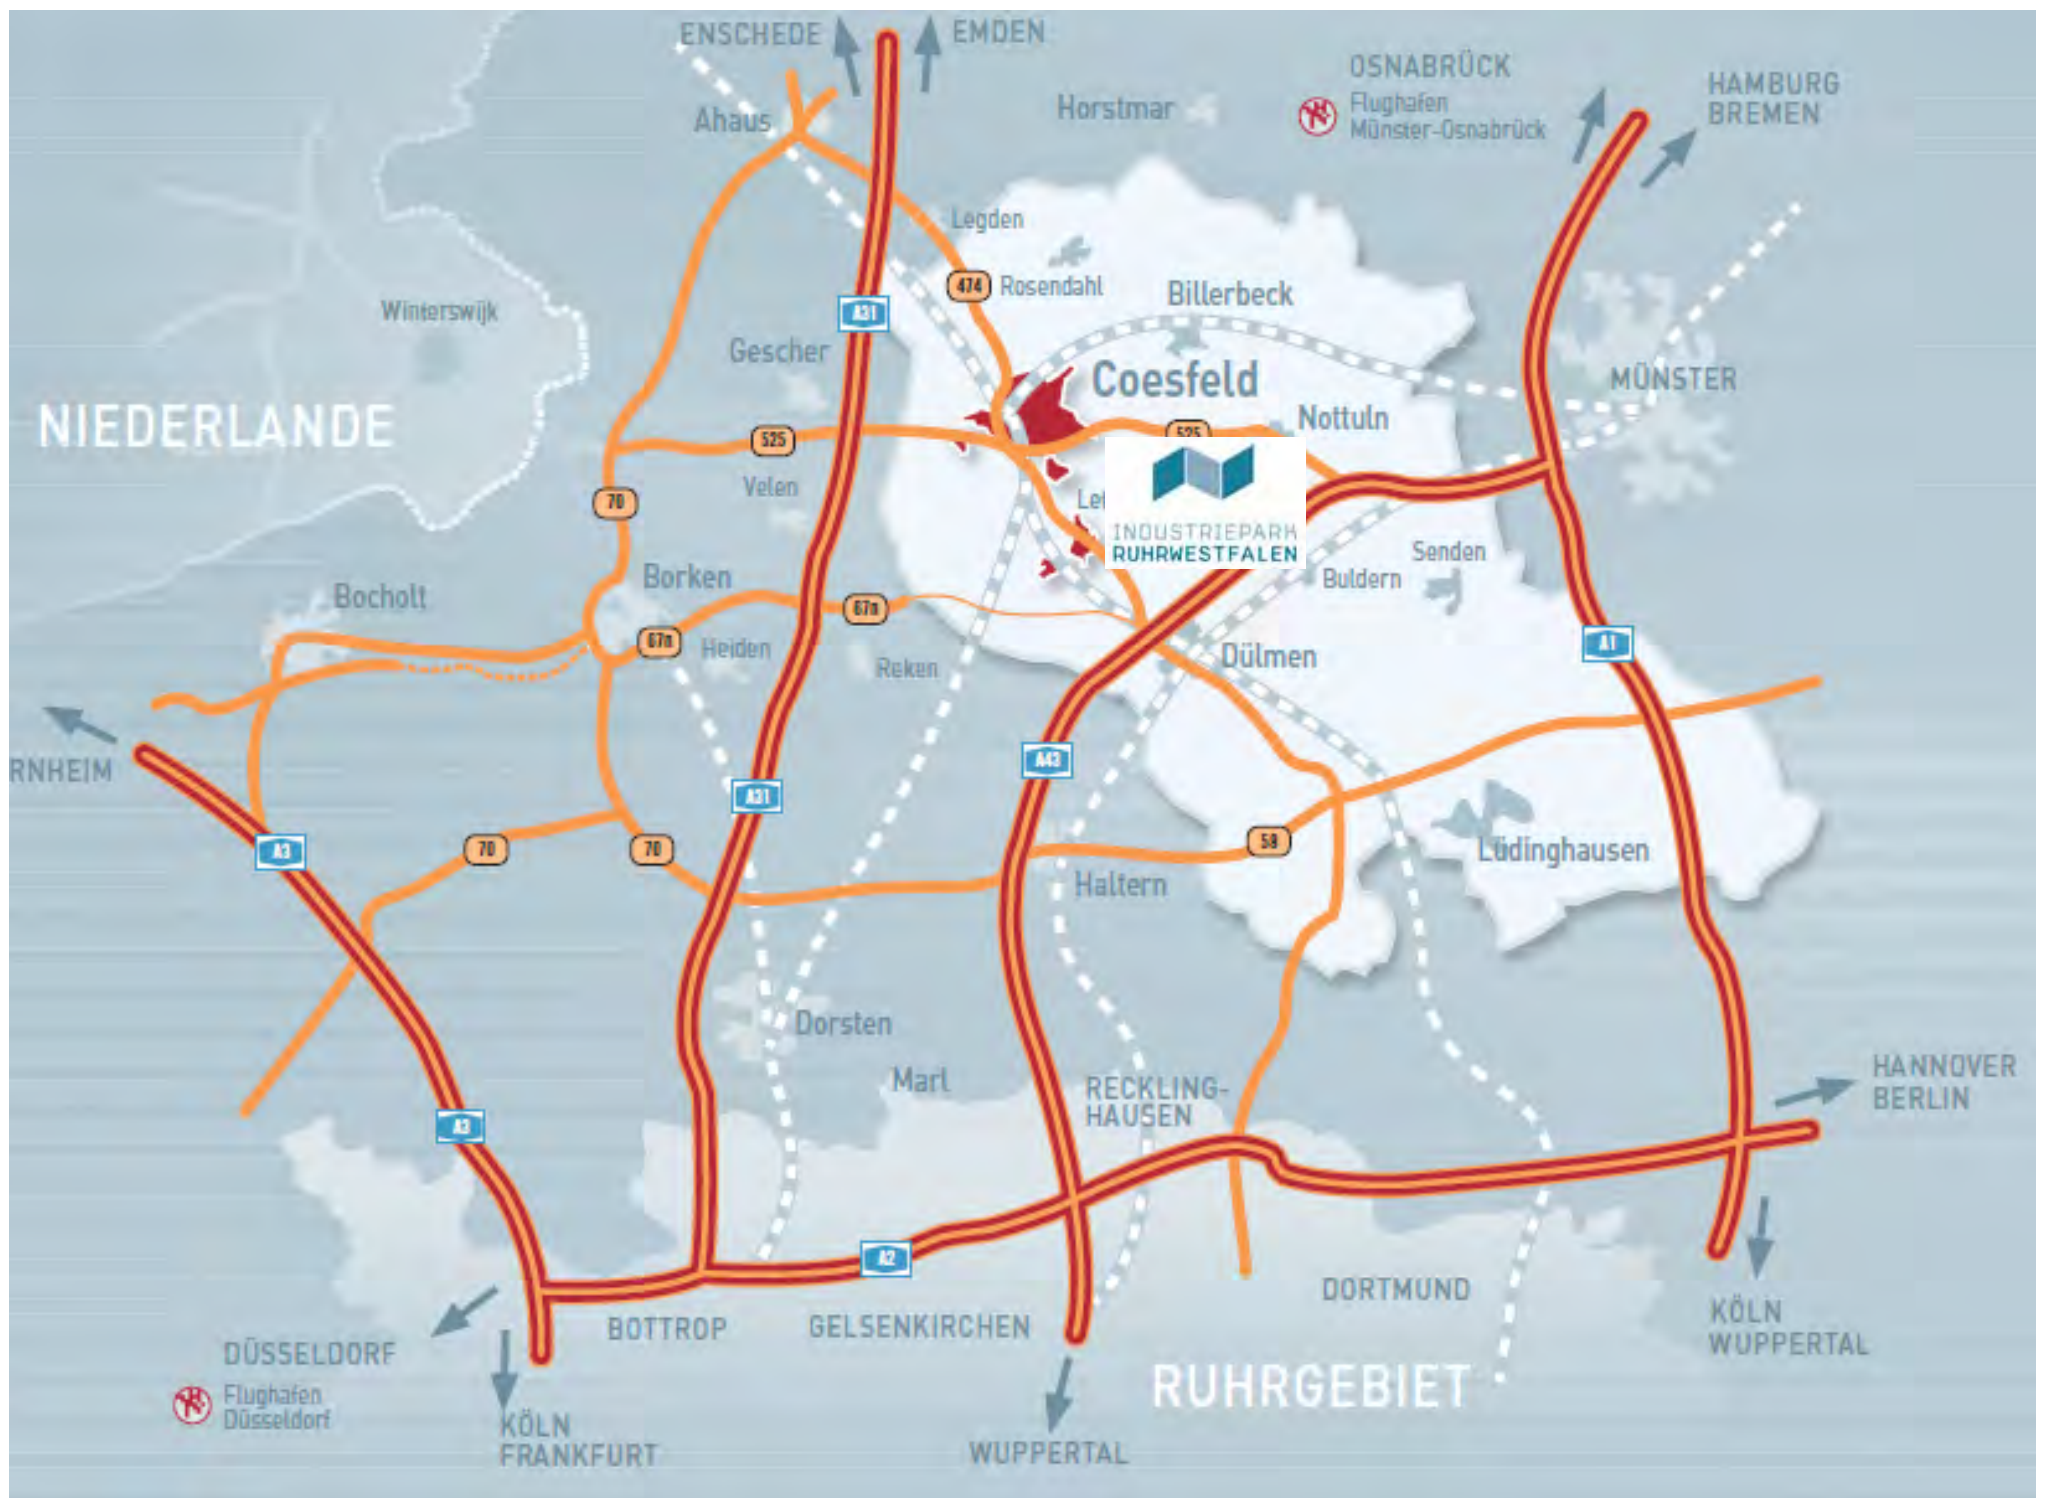 ENSCHEDE
EMDEN
OSNABRÜCK
Flughafen
Münster-Osnabrück
HAMBURG
BREMEN
Ahaus
Horstmar
Legden
474
Rosendahl
Billerbeck
Winterswijk
A31
Gescher
Coesfeld
MÜNSTER
NIEDERLANDE
Nottuln
525
525
Velen
70
Let
INDUSTRIEPARK
RUHRWESTFALEN
Senden
Buldern
Borken
Bocholt
67n
67n
Heiden
Reken
Dülmen
A1
RNHEIM
A43
A31
A3
70
70
58
Lüdinghausen
Haltern
Dorsten
Marl
RECKLING-
HAUSEN
HANNOVER
BERLIN
A3
A2
DORTMUND
BOTTROP
GELSENKIRCHEN
KÖLN
WUPPERTAL
DÜSSELDORF
Flughafen
Düsseldorf
RUHRGEBIET
KÖLN
FRANKFURT
WUPPERTAL